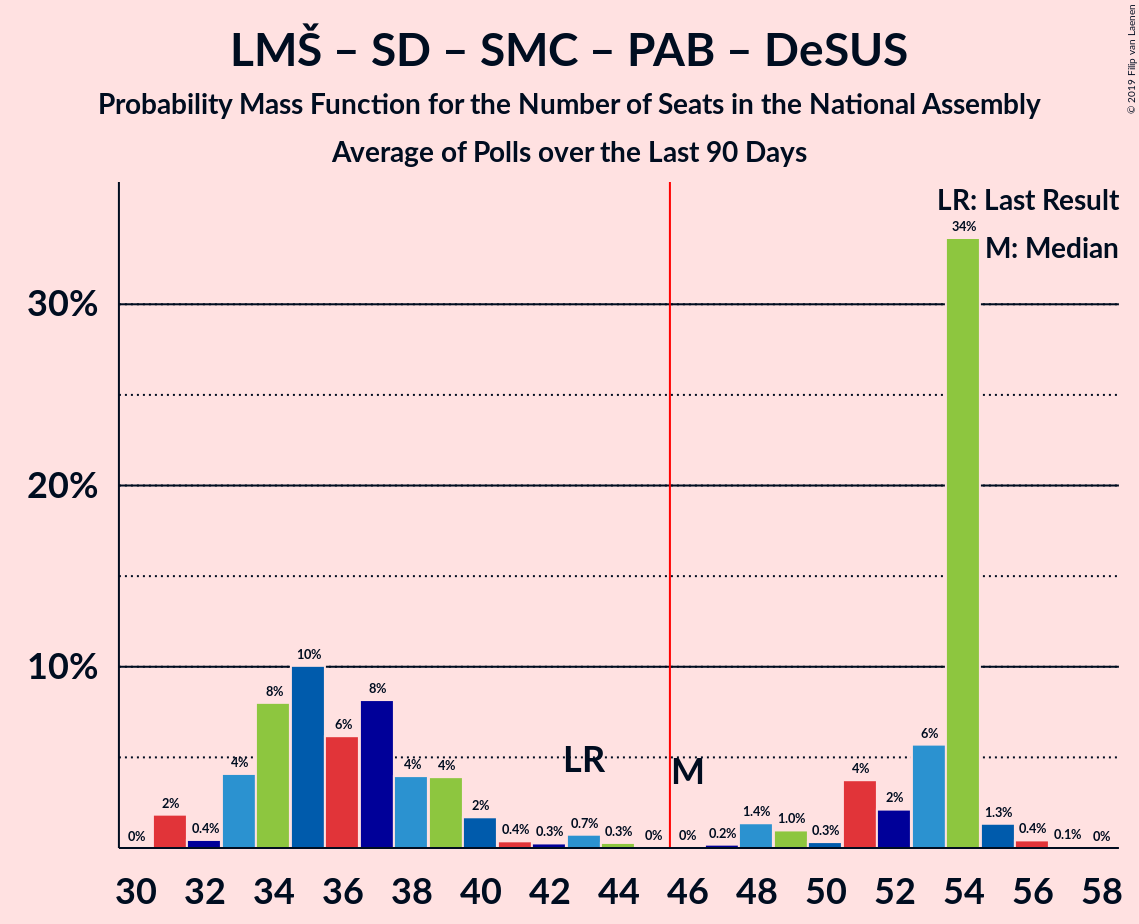 LMŠ – SD – SMC – PAB – DeSUS
Probability Mass Function for the Number of Seats in the National Assembly
Average of Polls over the Last 90 Days
© 2019 Filip van Laenen
LR: Last Result
M: Median
30%
20%
10%
0% 2% 0.4% 4% 8% 10% 6% 8% 4% 4% 2% 0.4% 0.3% 0.7% 0.3% 0% 0% 0.2% 1.4% 1.0% 0.3% 4% 2% 6% 34% 1.3% 0.4% 0.1% 0%
LR M
30 32 34 36 38 40 42 44 46 48 50 52 54 56 58